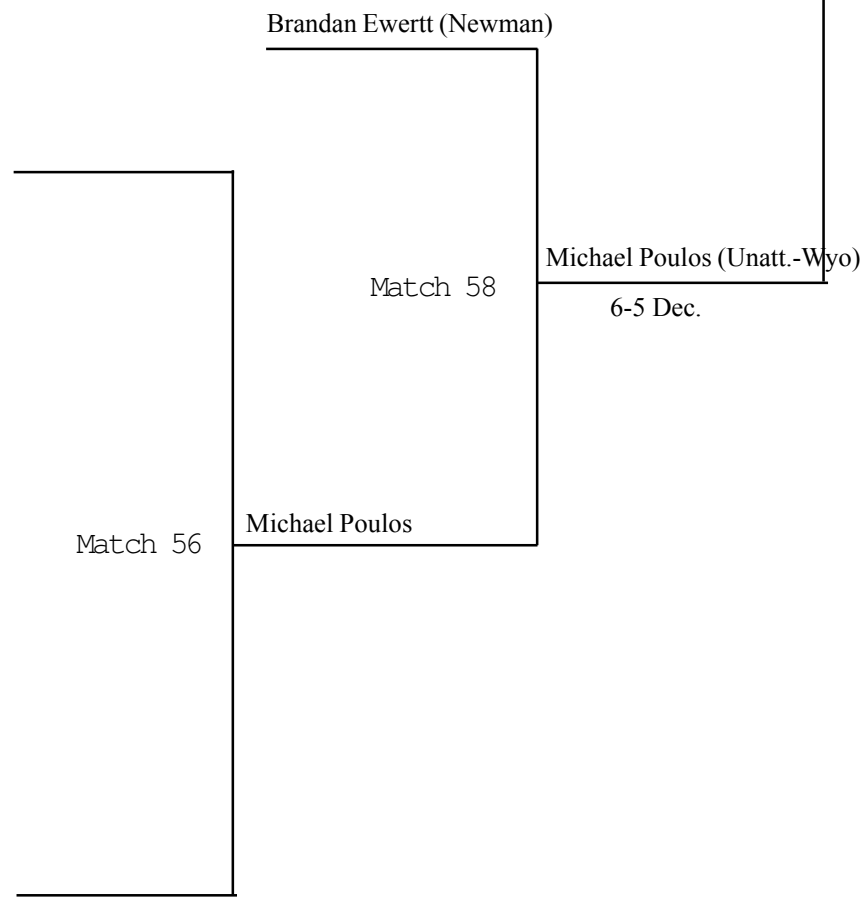 Brandan Ewertt (Newman)
Michael Poulos (Unatt.-Wyo)
Match 58
6-5 Dec.
Michael Poulos
Match 56